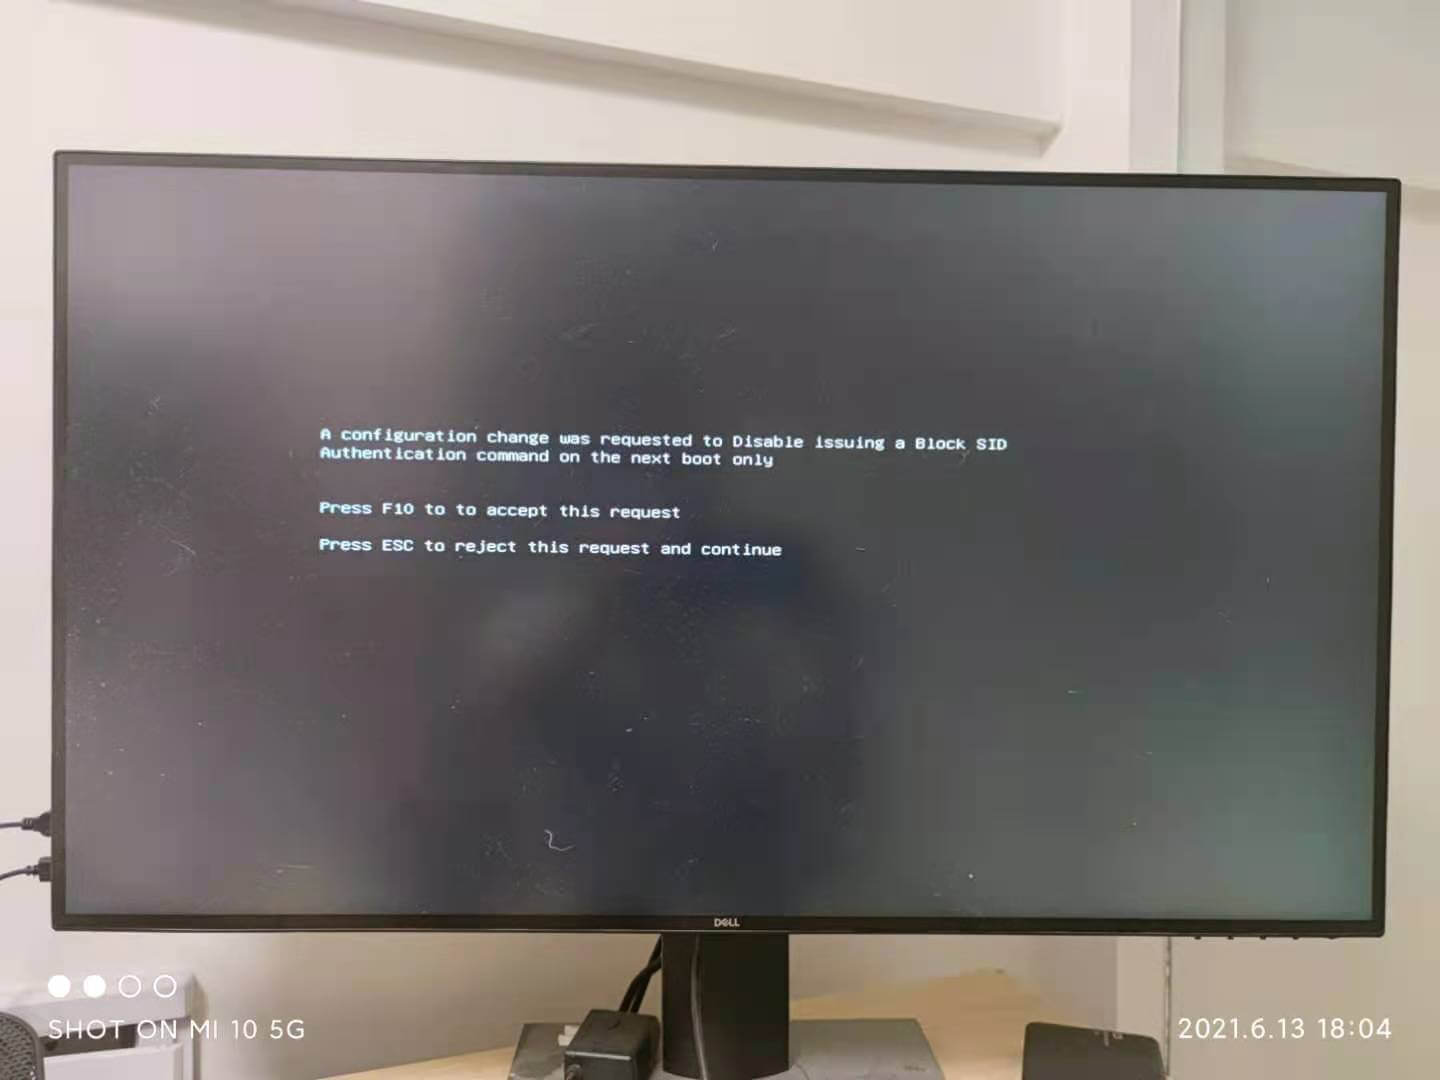 A configuration change was requested to Disable issuing a Block SID
Authentication command on the next boot only
Press F10 to to accept this request
Press ESC to reject this request and continue
DELL
SHOT ON MI 10 5G
2021.6.13 18:04